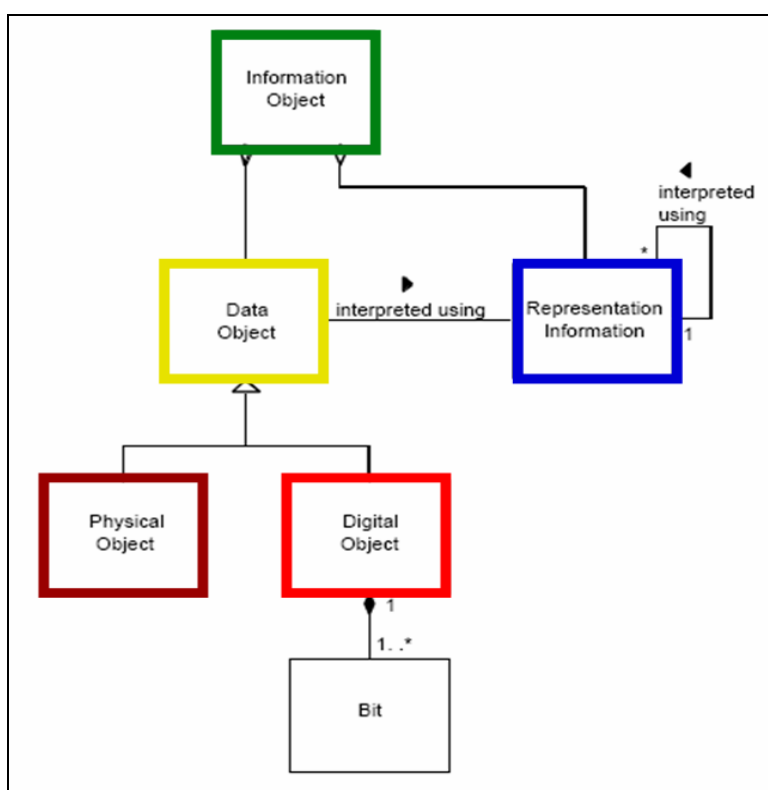 Information
Object
interpreted
using
*
Data
Object
interpreted using
Representation
Information
1
Physical
Object
Digital
Object
1
1. .*
Bit